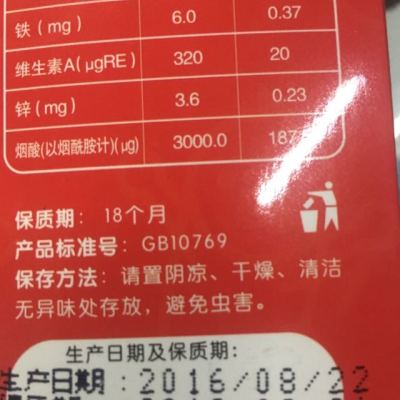 铁(mg) 6.0 0.37
维生素A(μgRE) 320 20
锌(mg) 3.6 0.23
烟酸(以烟酰胺计)(μg) 3000.0 187.
保质期： 18个月
产品标准号： GB10769
保存方法： 请置阴凉、干燥、清洁
无异味处存放，避免虫害。
生产日期及保质期：
生产日期：2016/08/22